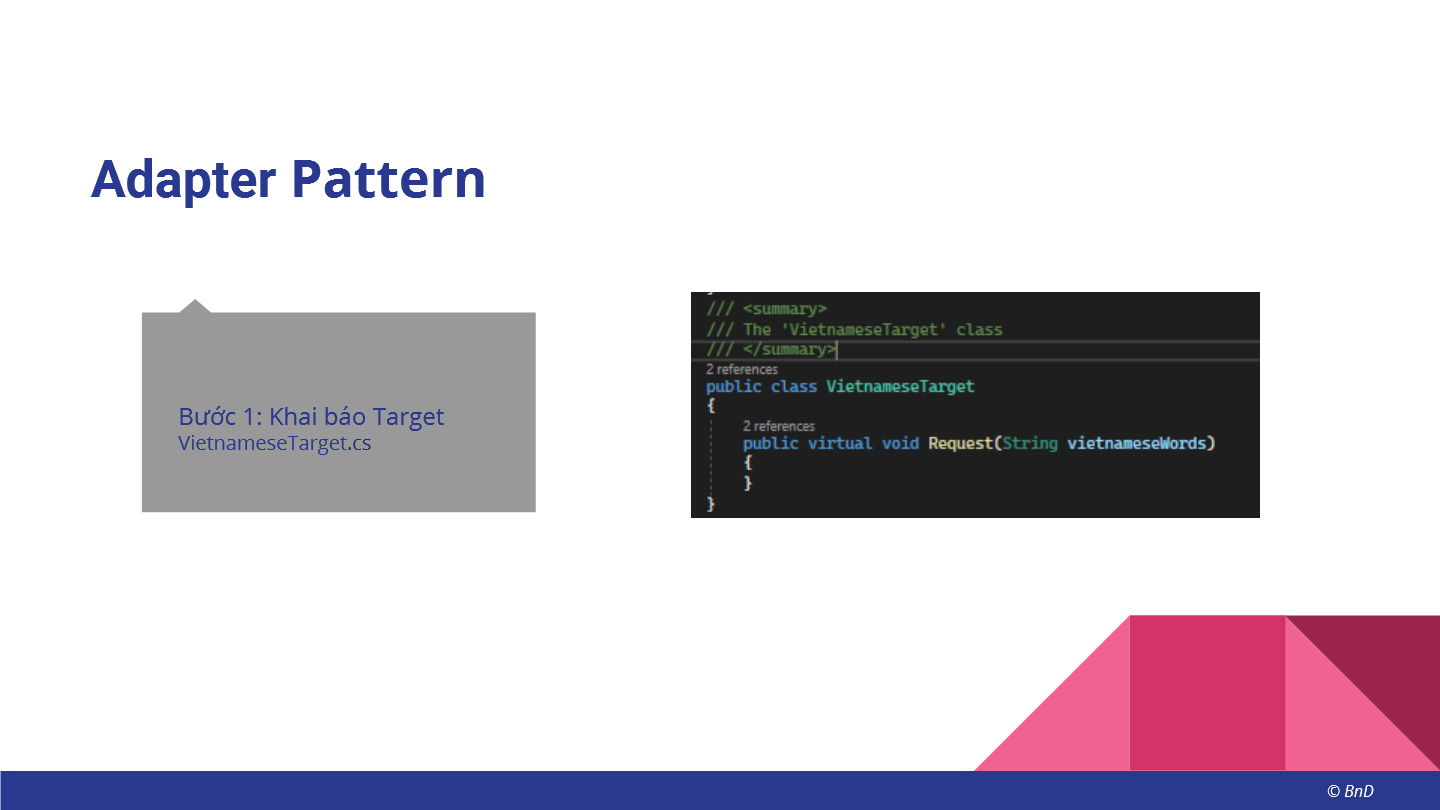 Adapter Pattern
Bước 1: Khai báo Target
VietnameseTarget.cs
}
/// <summary>
/// The 'VietnameseTarget' class
/// </summary>
2 references
public class VietnameseTarget
{
2 references
public virtual void Request(String vietnameseWords)
{
}
}
© BnD